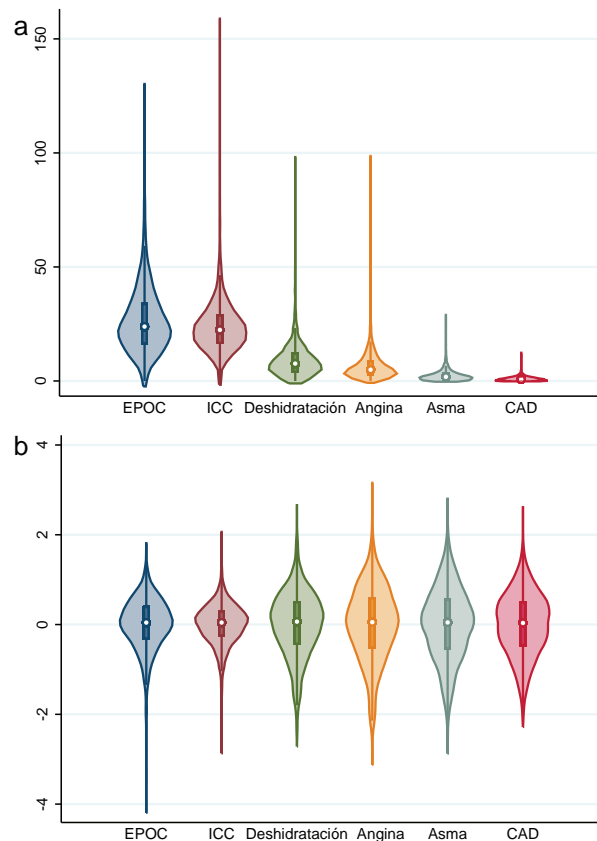 a
150
100
50
0
EPOC ICC Deshidratación Angina Asma CAD
b
4
2
0
-2
-4
EPOC ICC Deshidratación Angina Asma CAD